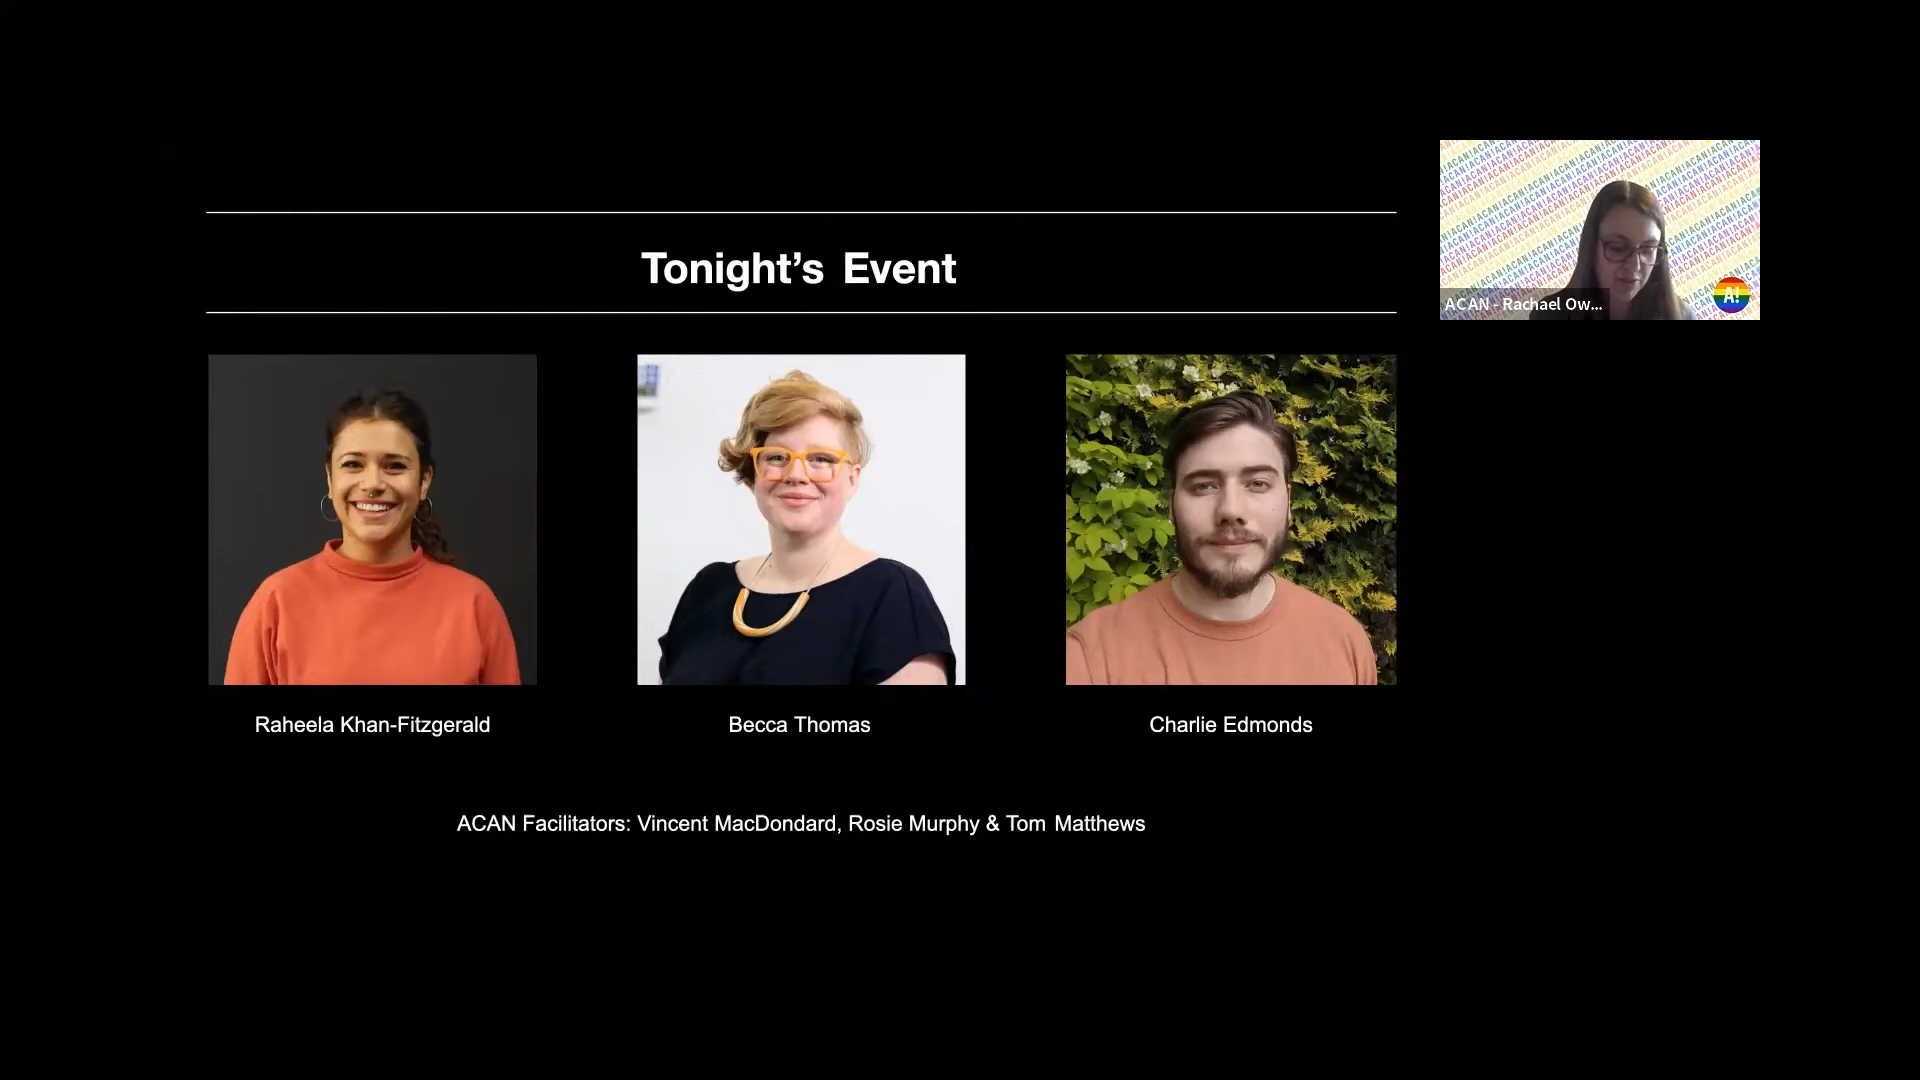 Tonight’s Event
ACAN - Rachael Ow...
A!
Raheela Khan-Fitzgerald
Becca Thomas
Charlie Edmonds
ACAN Facilitators: Vincent MacDondard, Rosie Murphy & Tom Matthews